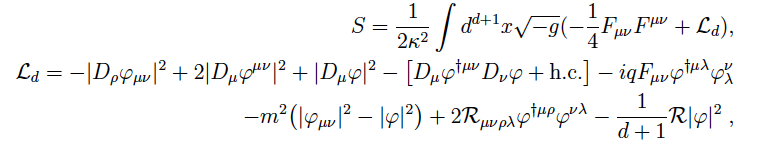 S = \frac{1}{2\kappa^2} \int d^{d+1}x \sqrt{-g} (-\frac{1}{4} F_{\mu\nu} F^{\mu\nu} + \mathcal{L}_d),
\mathcal{L}_d = -|D_\rho \varphi_{\mu\nu}|^2 + 2|D_\mu \varphi^{\mu\nu}|^2 + |D_\mu \varphi|^2 - [D_\mu \varphi^{\dagger\mu\nu} D_\nu \varphi + \text{h.c.}] - iq F_{\mu\nu} \varphi^{\dagger\mu\lambda} \varphi^\nu_\lambda
-m^2 (|\varphi_{\mu\nu}|^2 - |\varphi|^2) + 2\mathcal{R}_{\mu\nu\rho\lambda} \varphi^{\dagger\mu\rho} \varphi^{\nu\lambda} - \frac{1}{d+1} \mathcal{R} |\varphi|^2 ,